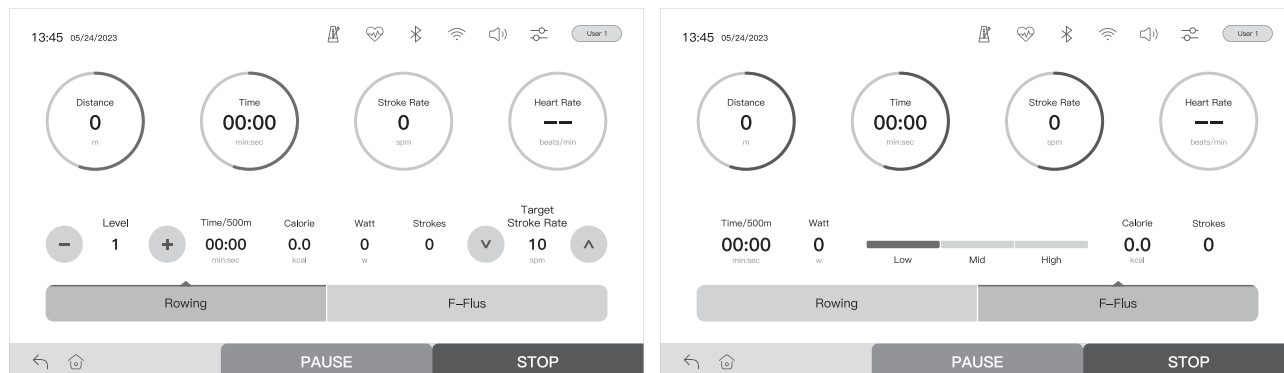 13:45 05/24/2023
User 1
Distance
0
m
Time
00:00
min:sec
Stroke Rate
0
spm
Heart Rate
--
beats/min
Level
1
Time/500m
00:00
min:sec
Calorie
0.0
kcal
Watt
0
w
Strokes
0
Target
Stroke Rate
10
spm
Rowing
F-Flus
PAUSE
STOP
13:45 05/24/2023
User 1
Distance
0
m
Time
00:00
min:sec
Stroke Rate
0
spm
Heart Rate
--
beats/min
Time/500m
00:00
min:sec
Watt
0
w
Low Mid High
Calorie
0.0
kcal
Strokes
0
Rowing
F-Flus
PAUSE
STOP